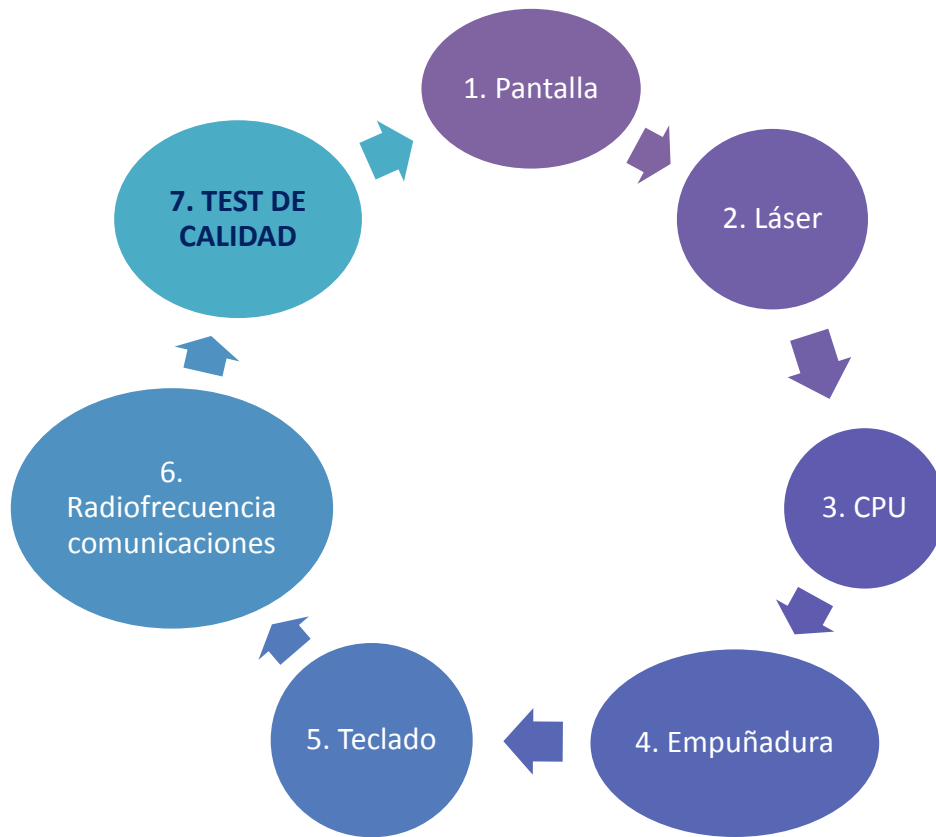 1. Pantalla
2. Láser
3. CPU
4. Empuñadura
5. Teclado
6.
Radiofrecuencia
comunicaciones
7. TEST DE
CALIDAD